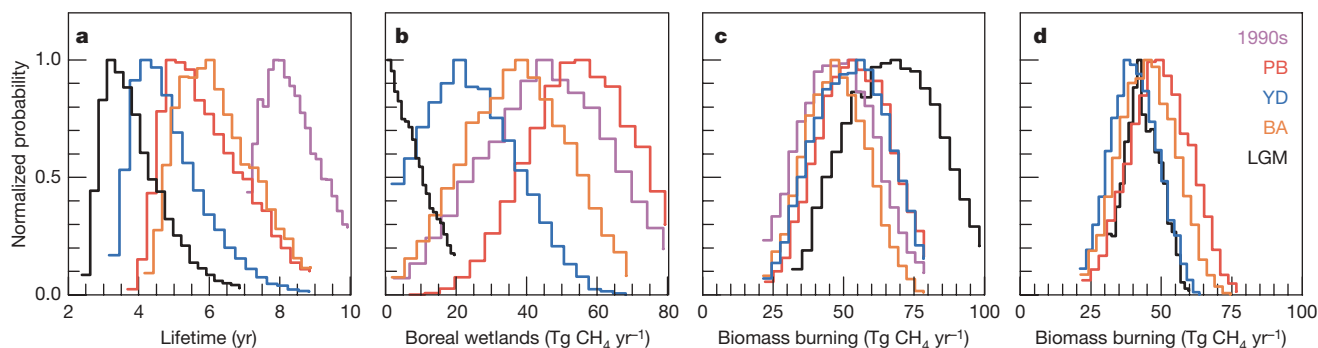 a
b
c
d
1990s
PB
YD
BA
LGM
Normalized probability
1.0
0.5
0.0
2 4 6 8 10
0 20 40 60 80
0 25 50 75 100
0 25 50 75 100
Lifetime (yr)
Boreal wetlands (Tg CH₄ yr⁻¹)
Biomass burning (Tg CH₄ yr⁻¹)
Biomass burning (Tg CH₄ yr⁻¹)